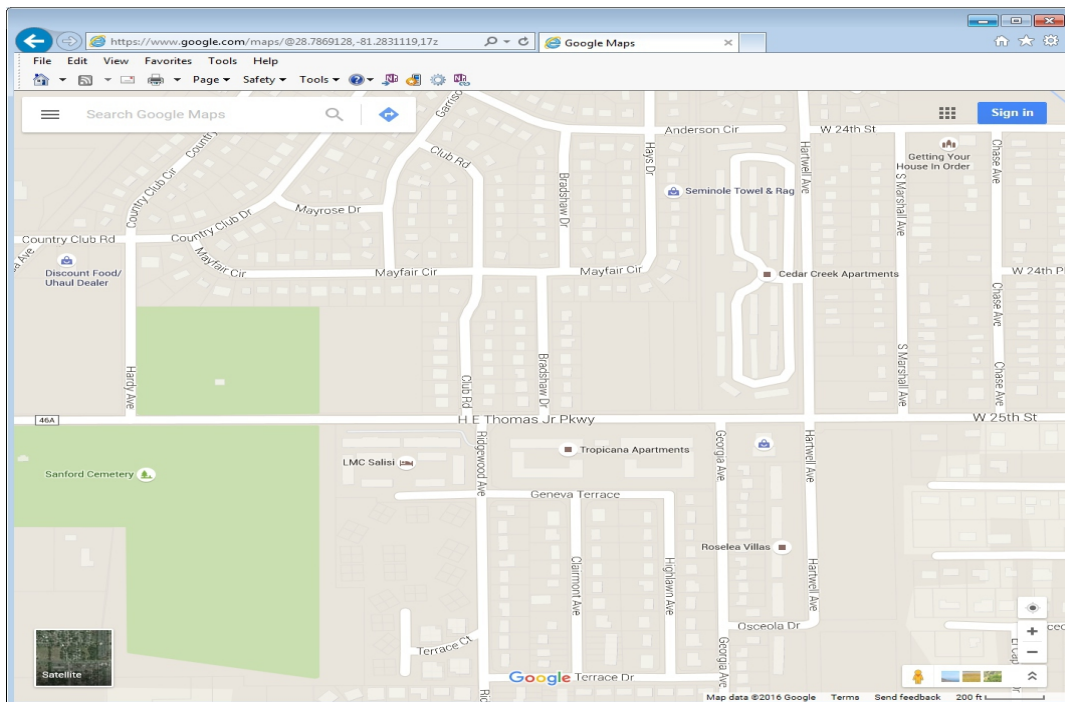 https://www.google.com/maps/@28.7869128,-81.2831119,17z
Google Maps
File Edit View Favorites Tools Help
Page Safety Tools
Search Google Maps
Sign in
Anderson Cir
W 24th St
Club Rd
Hays Dr
Hartwell Ave
Chase Ave
Getting Your
House In Order
Country Club Cir
Bradshaw Dr
Seminole Towel & Rag
S Marshall Ave
Mayrose Dr
Country Club Rd
Country Club Dr
Discount Food/
Uhaul Dealer
Mayfair Cir
Mayfair Cir
Mayfair Cir
Cedar Creek Apartments
Chase Ave
Hardy Ave
Club Rd
Bradshaw Dr
S Marshall Ave
Chase Ave
46A
H E Thomas Jr Pkwy
W 25th St
Ridgewood Ave
Georgia Ave
Hartwell Ave
Tropicana Apartments
LMC Salisi
Sanford Cemetery
Geneva Terrace
Clairmont Ave
Highlawn Ave
Roselea Villas
Hartwell Ave
Osceola Dr
Terrace Ct
Georgia Ave
Satellite
Google
Terrace Dr
Map data ©2016 Google Terms Send feedback 200 ft